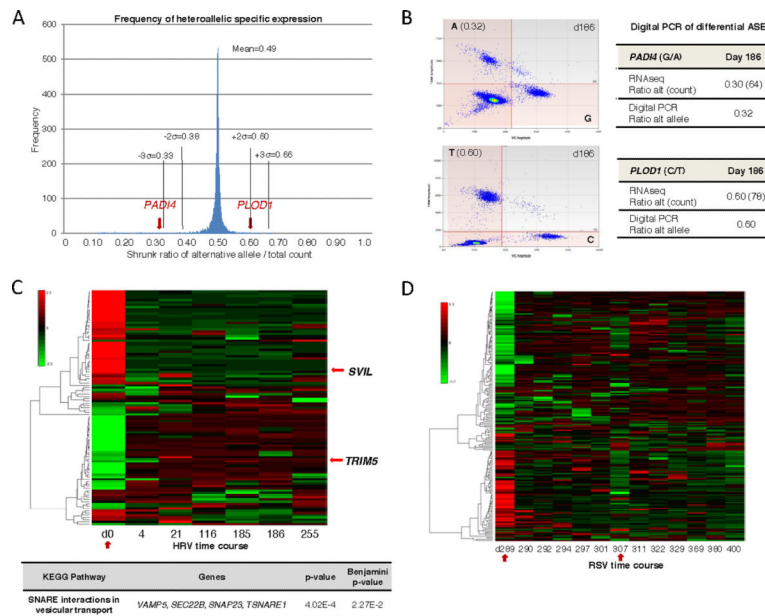 A
Frequency of heteroallelic specific expression
Mean=0.49
-2σ=0.38
+2σ=0.60
-3σ=0.33
+3σ=0.66
PADI4
PLOD1
Frequency
600
500
400
300
200
100
0
0 0.10 0.20 0.30 0.40 0.50 0.60 0.70 0.80 0.90 1.0
Shrunk ratio of alternative allele / total count
B
A (0.32)
d186
G
T (0.60)
d186
C
Digital PCR of differential ASE
PADI4 (G/A) Day 186
RNAseq
Ratio alt (count) 0.30 (64)
Digital PCR
Ratio alt allele 0.32
PLOD1 (C/T) Day 186
RNAseq
Ratio alt (count) 0.60 (78)
Digital PCR
Ratio alt allele 0.60
C
SVIL
TRIM5
d0 4 21 116 185 186 255
HRV time course
KEGG Pathway Genes p-value Benjamini p-value
SNARE interactions in vesicular transport VAMP5, SEC22B, SNAP23, TSNARE1 4.02E-4 2.27E-2
D
d289 290 292 294 297 301 307 311 322 329 369 380 400
RSV time course